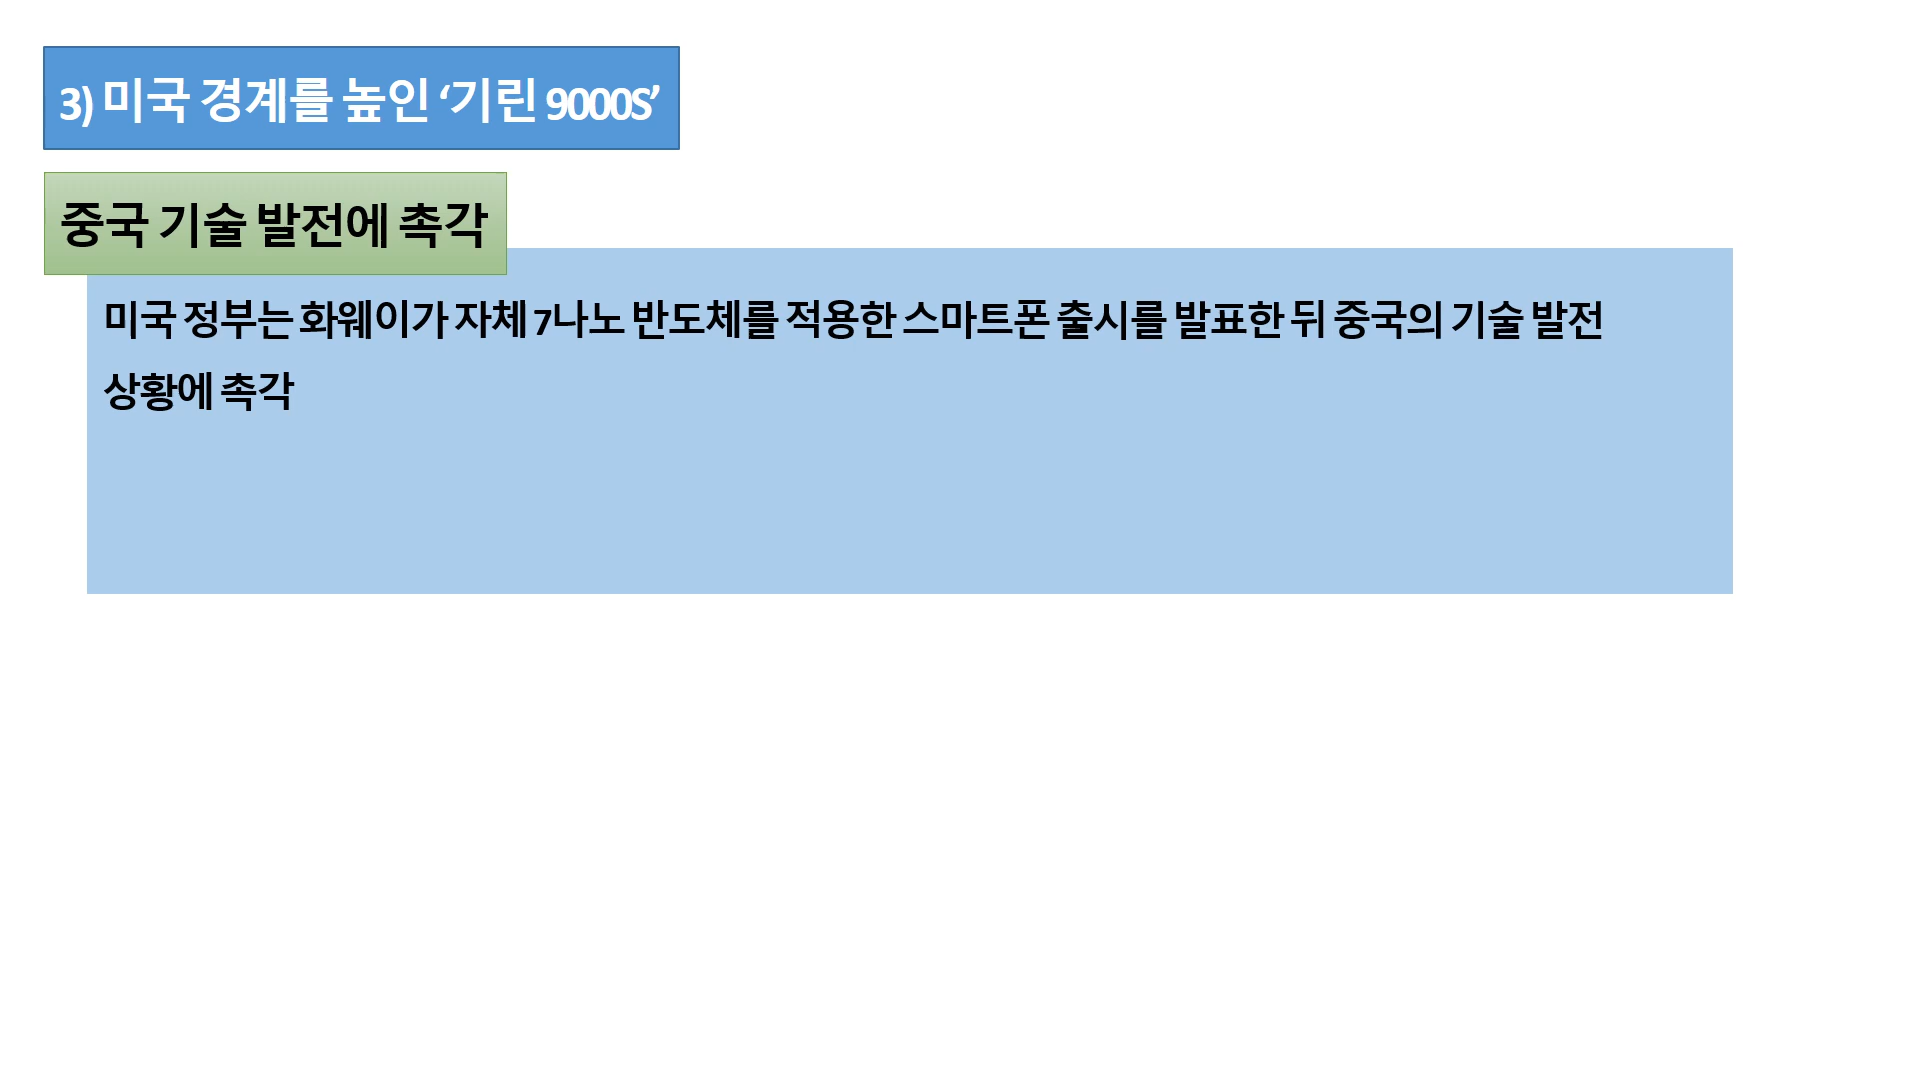 3) 미국 경계를 높인 ‘기린 9000S’
중국 기술 발전에 촉각
미국 정부는 화웨이가 자체 7나노 반도체를 적용한 스마트폰 출시를 발표한 뒤 중국의 기술 발전
상황에 촉각